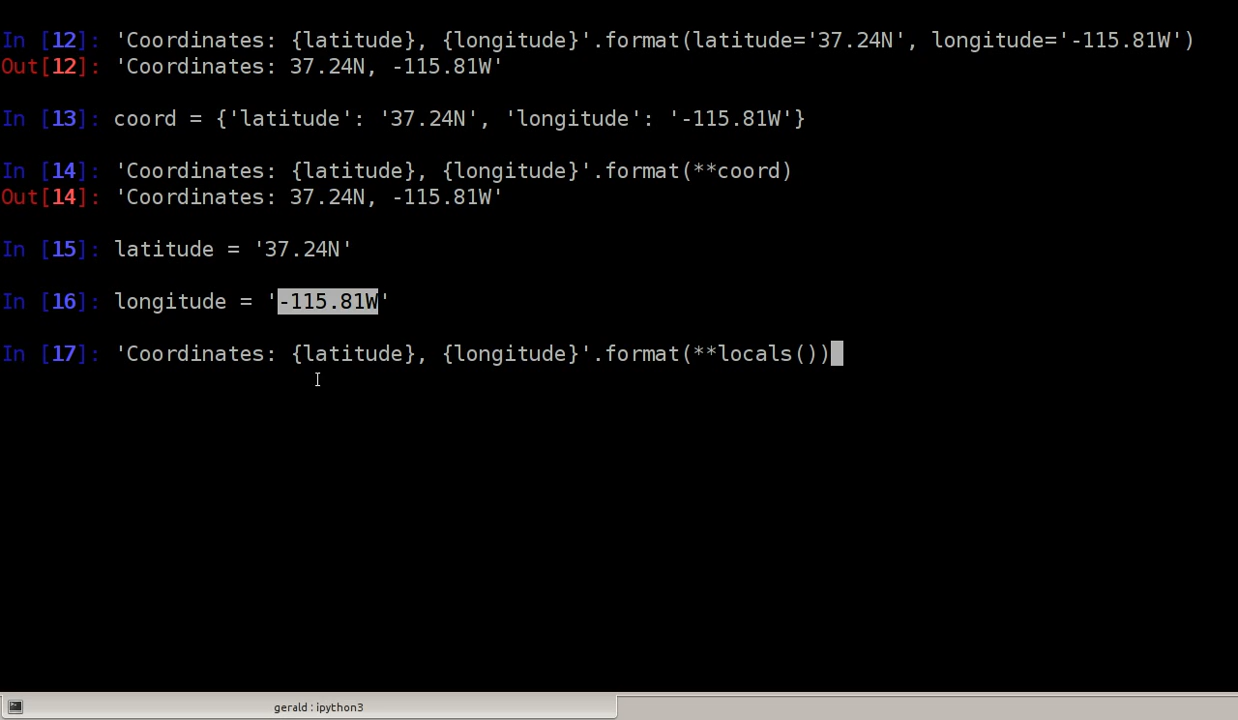 In [12]: 'Coordinates: {latitude}, {longitude}'.format(latitude='37.24N', longitude='-115.81W')
Out[12]: 'Coordinates: 37.24N, -115.81W'
In [13]: coord = {'latitude': '37.24N', 'longitude': '-115.81W'}
In [14]: 'Coordinates: {latitude}, {longitude}'.format(**coord)
Out[14]: 'Coordinates: 37.24N, -115.81W'
In [15]: latitude = '37.24N'
In [16]: longitude = '-115.81W'
In [17]: 'Coordinates: {latitude}, {longitude}'.format(**locals())
gerald : ipython3